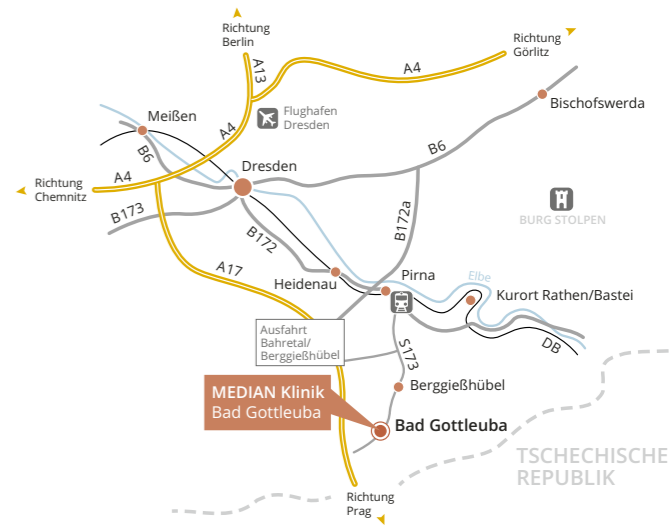 Richtung
Berlin
Richtung
Görlitz
A13
A4
Bischofswerda
Meißen
Flughafen
Dresden
A4
B6
B6
Dresden
Richtung
Chemnitz
A4
B173
B172
B172a
BURG STOLPEN
A17
Heidenau
Pirna
Elbe
Kurort Rathen/Bastei
Ausfahrt
Bahretal/
Berggießhübel
S173
DB
MEDIAN Klinik
Bad Gottleuba
Berggießhübel
Bad Gottleuba
TSCHECHISCHE
REPUBLIK
Richtung
Prag